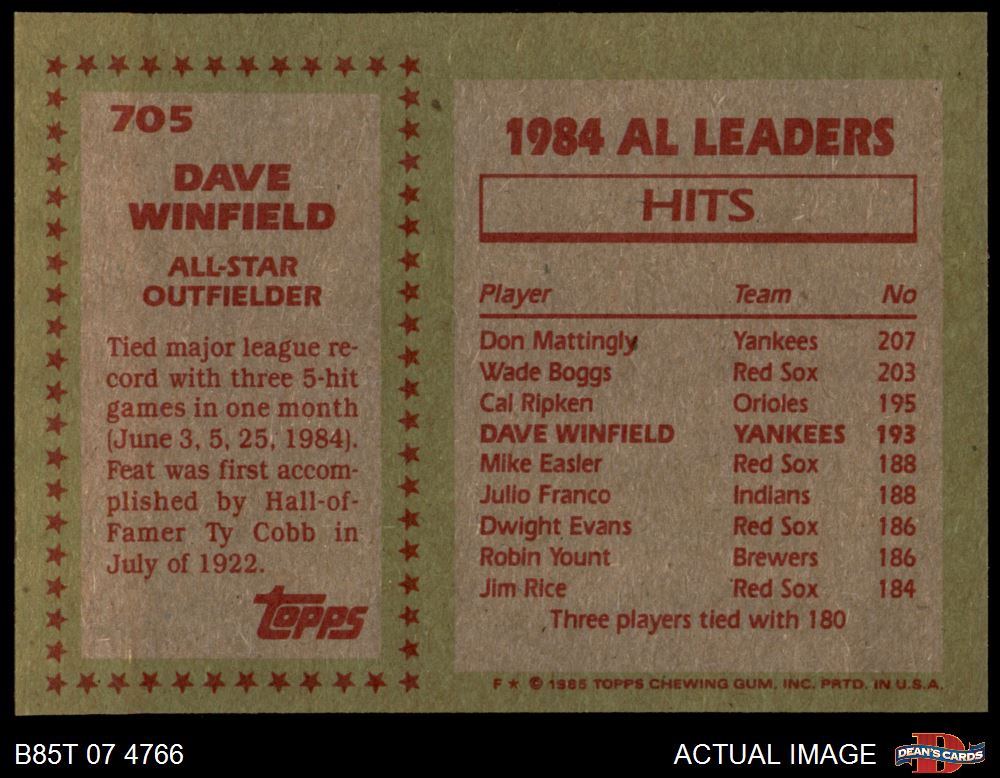 705
DAVE
WINFIELD
ALL-STAR
OUTFIELDER
Tied major league re-
cord with three 5-hit
games in one month
(June 3, 5, 25, 1984).
Feat was first accom-
plished by Hall-of-
Famer Ty Cobb in
July of 1922.
topps
1984 AL LEADERS
HITS
Player Team No
Don Mattingly Yankees 207
Wade Boggs Red Sox 203
Cal Ripken Orioles 195
DAVE WINFIELD YANKEES 193
Mike Easler Red Sox 188
Julio Franco Indians 188
Dwight Evans Red Sox 186
Robin Yount Brewers 186
Jim Rice Red Sox 184
Three players tied with 180
F ★ © 1985 TOPPS CHEWING GUM, INC. PRTD. IN U.S.A.
B85T 07 4766 ACTUAL IMAGE DEAN'S CARDS